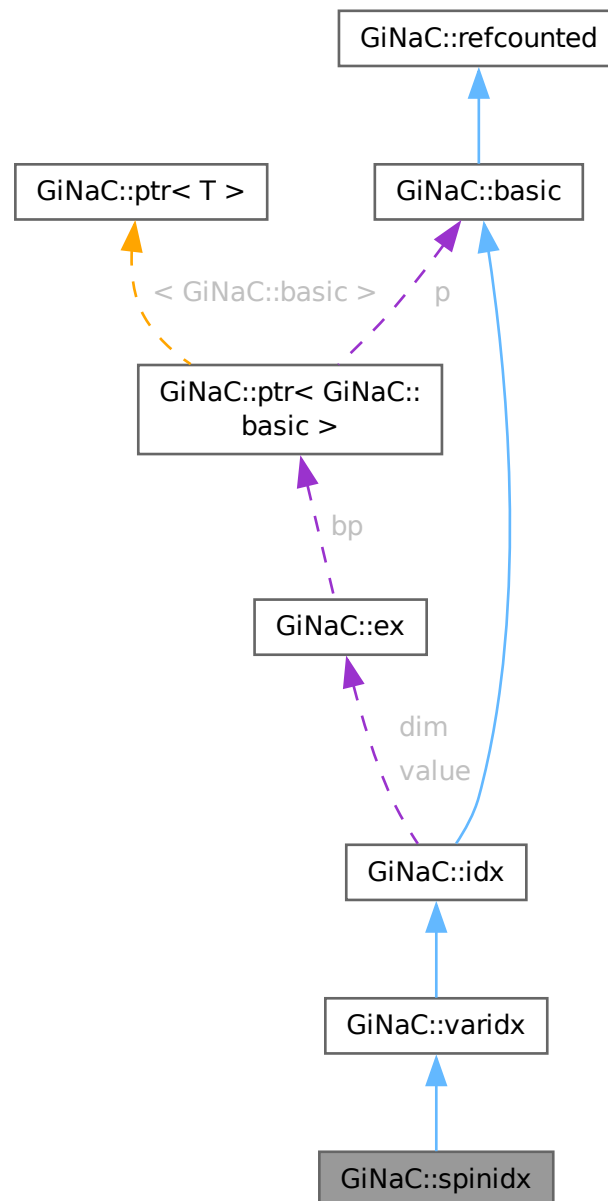 GiNaC::refcounted
GiNaC::ptr< T >
GiNaC::basic
< GiNaC::basic >
p
GiNaC::ptr< GiNaC::
basic >
bp
GiNaC::ex
dim
value
GiNaC::idx
GiNaC::varidx
GiNaC::spinidx